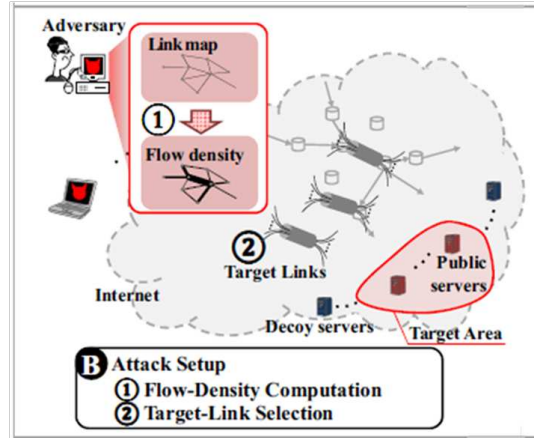 Adversary
Link map
①
Flow density
②
Target Links
Public
servers
Internet
Decoy servers
Target Area
B Attack Setup
① Flow-Density Computation
② Target-Link Selection